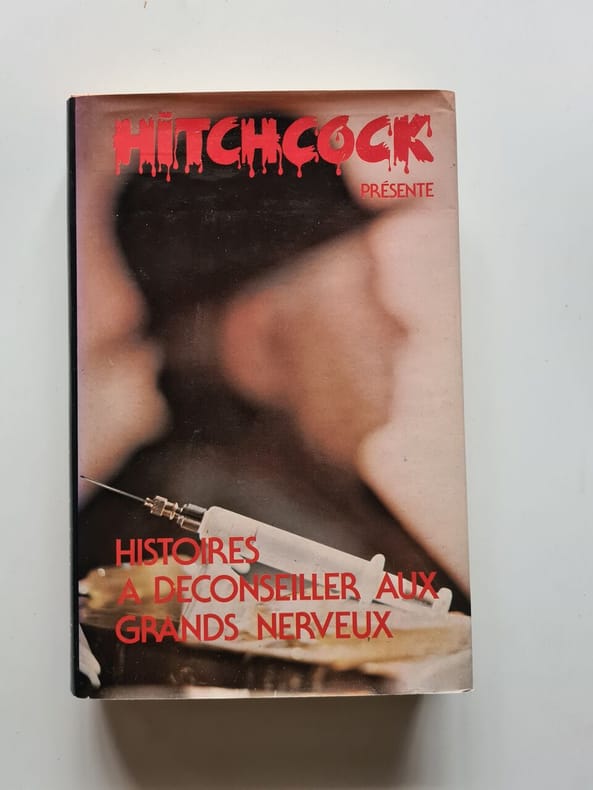 HITCHCOCK
PRÉSENTE
HISTOIRES
A DECONSEILLER AUX
GRANDS NERVEUX